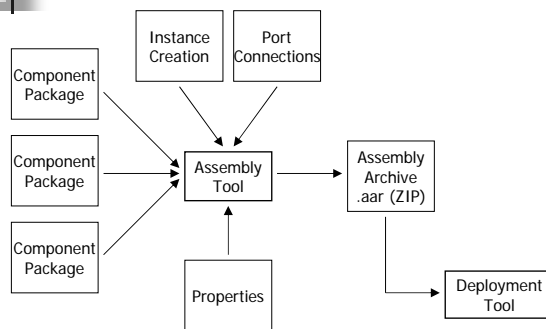 Instance
Creation
Port
Connections
Component
Package
Component
Package
Assembly
Tool
Assembly
Archive
.aar (ZIP)
Component
Package
Properties
Deployment
Tool